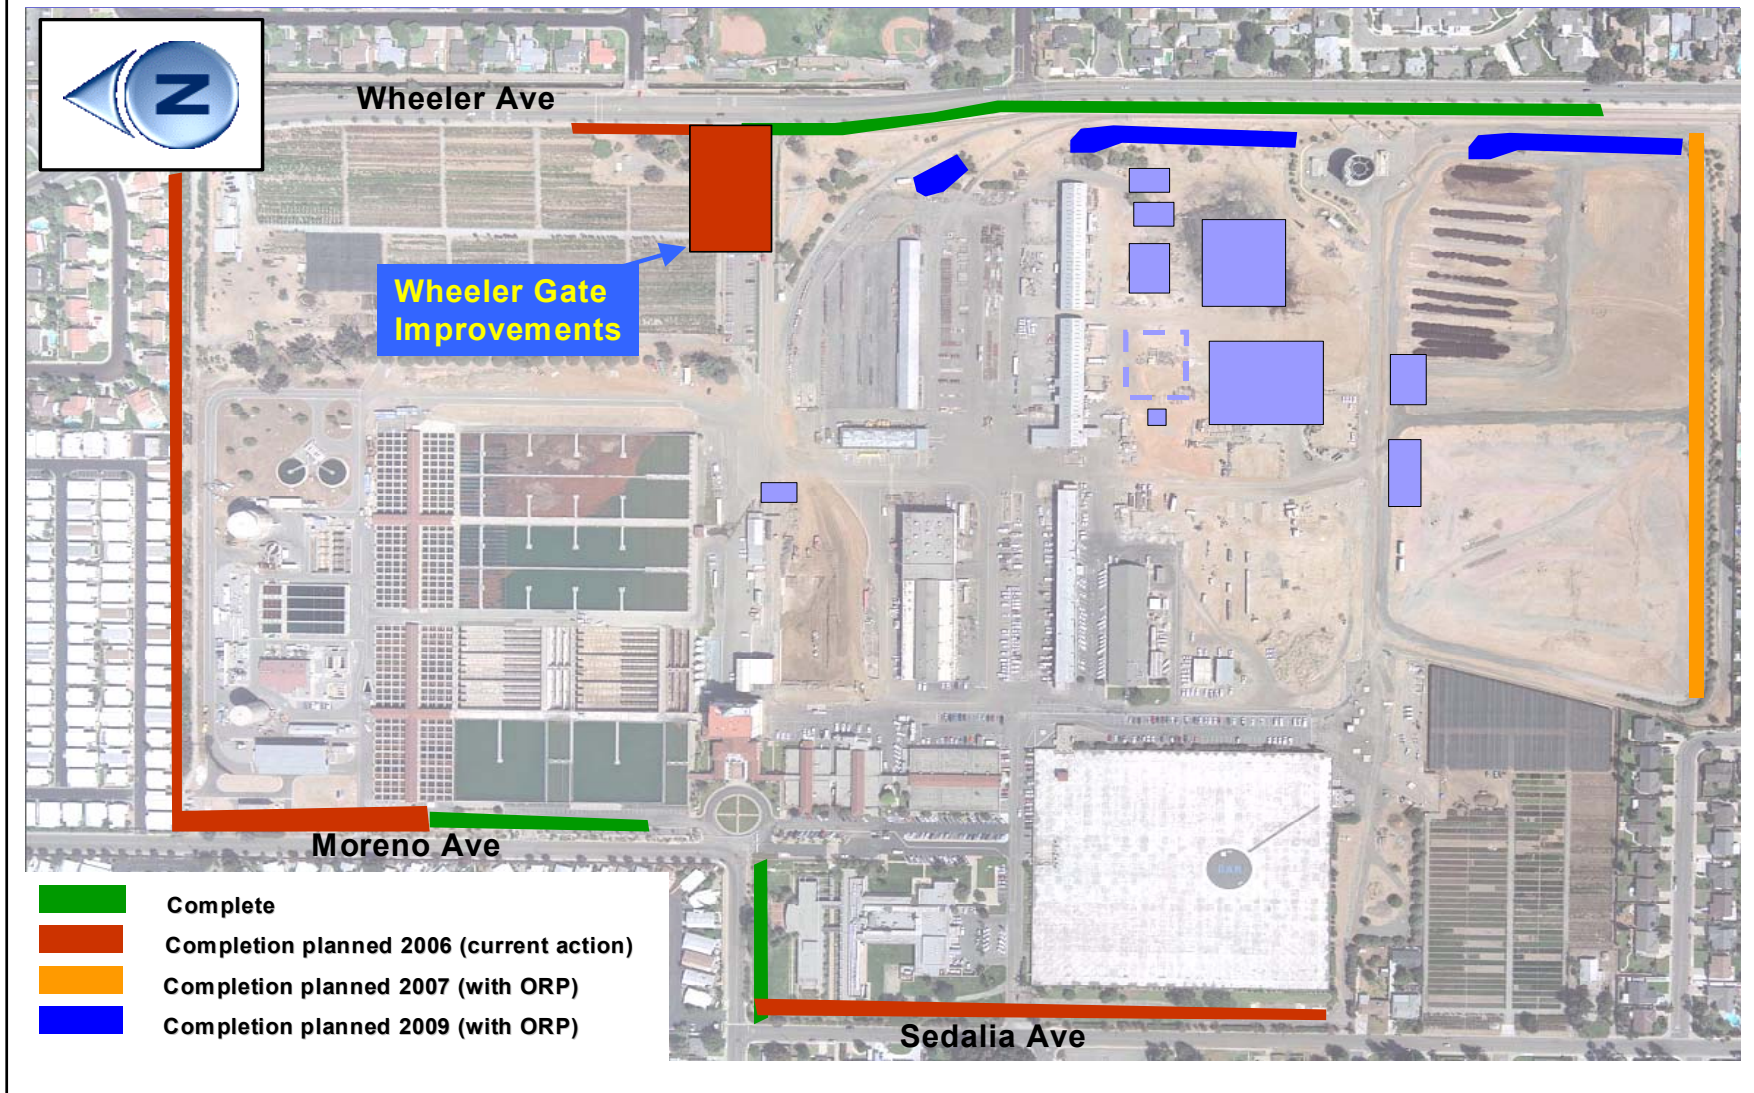 N
Wheeler Ave
Wheeler Gate
Improvements
Moreno Ave
Complete
Completion planned 2006 (current action)
Completion planned 2007 (with ORP)
Completion planned 2009 (with ORP)
Sedalia Ave